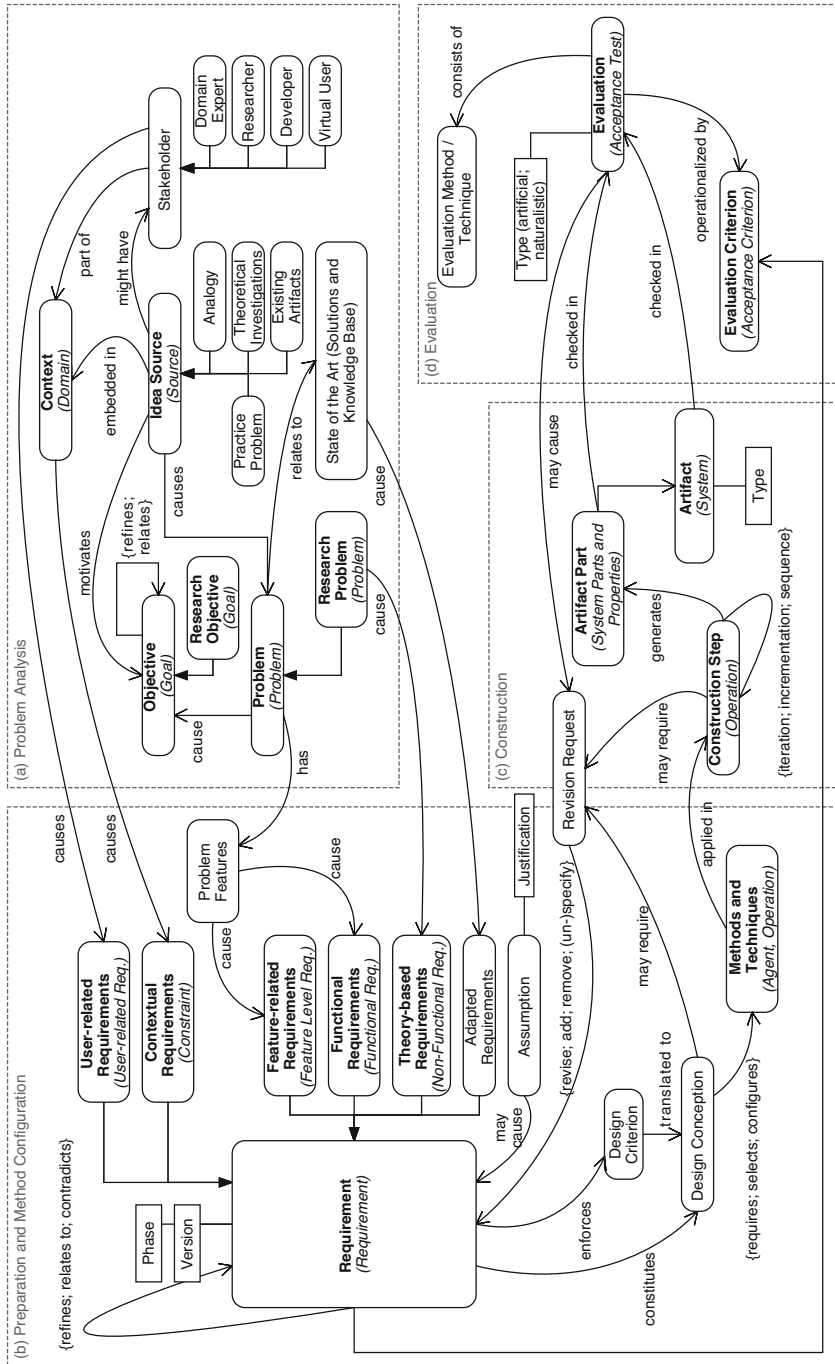 (a) Problem Analysis
Stakeholder
Domain
Expert
Researcher
Developer
Virtual User
part of
might have
Context
(Domain)
embedded in
Idea Source
(Source)
Analogy
Theoretical
Investigations
Existing
Artifacts
Practice
Problem
State of the Art (Solutions and
Knowledge Base)
relates to
causes
motivates
{refines;
relates}
Objective
(Goal)
Research
Objective
(Goal)
cause
Problem
(Problem)
Research
Problem
(Problem)
has
cause
cause
(b) Preparation and Method Configuration
causes
causes
User-related
Requirements
(User-related Req.)
Contextual
Requirements
(Constraint)
Problem
Features
cause
cause
Feature-related
Requirements
(Feature Level Req.)
Functional
Requirements
(Functional Req.)
Theory-based
Requirements
(Non-Functional Req.)
Adapted
Requirements
Assumption
Justification
may
cause
{refines; relates to; contradicts}
Phase
Version
Requirement
(Requirement)
{revise; add; remove; (un-)specify}
enforces
Design
Criterion
translated to
constitutes
Design Conception
{requires; selects; configures}
Methods and
Techniques
(Agent, Operation)
may require
applied in
(c) Construction
Revision Request
may require
Construction Step
(Operation)
{iteration; incrementation; sequence}
generates
Artifact Part
(System Parts and
Properties)
Artifact
(System)
Type
may cause
checked in
checked in
(d) Evaluation
Evaluation Method /
Technique
consists of
Type (artificial;
naturalistic)
Evaluation
(Acceptance Test)
operationalized by
Evaluation Criterion
(Acceptance Criterion)